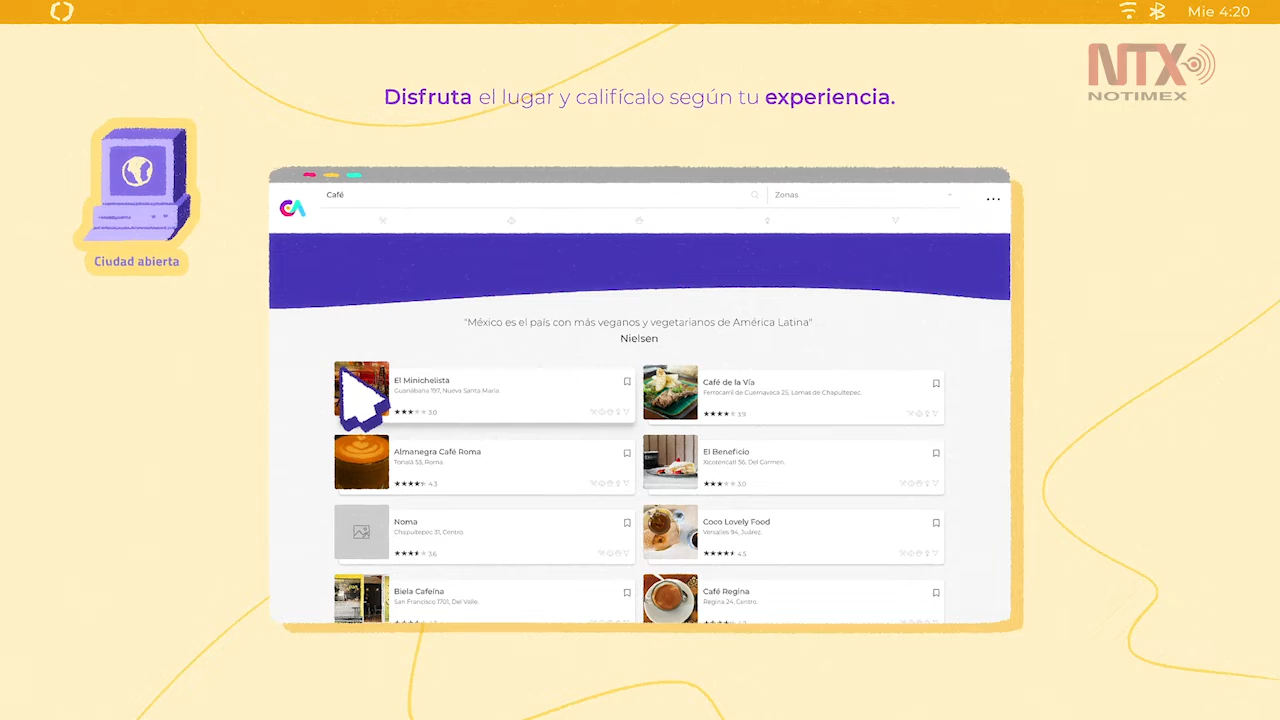 Mie 4:20
NTX
NOTIMEX
Disfruta el lugar y califícalo según tu experiencia.
Ciudad abierta
Café
Zonas
CA
"México es el país con más veganos y vegetarianos de América Latina"
Nielsen
El Minichelista
Guanábana 197, Nueva Santa María.
3.0
Café de la Vía
Ferrocarril de Cuernavaca 25, Lomas de Chapultepec.
3.9
Almanegra Café Roma
Tonalá 53, Roma.
4.3
El Beneficio
Xicoténcatl 56, Del Carmen.
3.0
Noma
Chapultepec 31, Centro.
3.6
Coco Lovely Food
Versalles 94, Juárez.
4.5
Biela Cafeína
San Francisco 1701, Del Valle.
Café Regina
Regina 24, Centro.